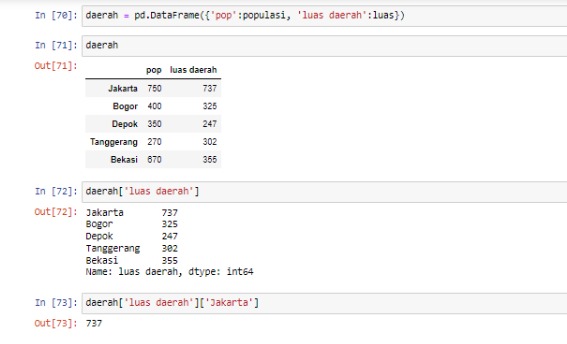 In [70]: daerah = pd.DataFrame({'pop':populasi, 'luas daerah':luas})
In [71]: daerah
Out[71]:
pop luas daerah
Jakarta 750 737
Bogor 400 325
Depok 350 247
Tanggerang 270 302
Bekasi 670 355
In [72]: daerah['luas daerah']
Out[72]: Jakarta 737
Bogor 325
Depok 247
Tanggerang 302
Bekasi 355
Name: luas daerah, dtype: int64
In [73]: daerah['luas daerah']['Jakarta']
Out[73]: 737